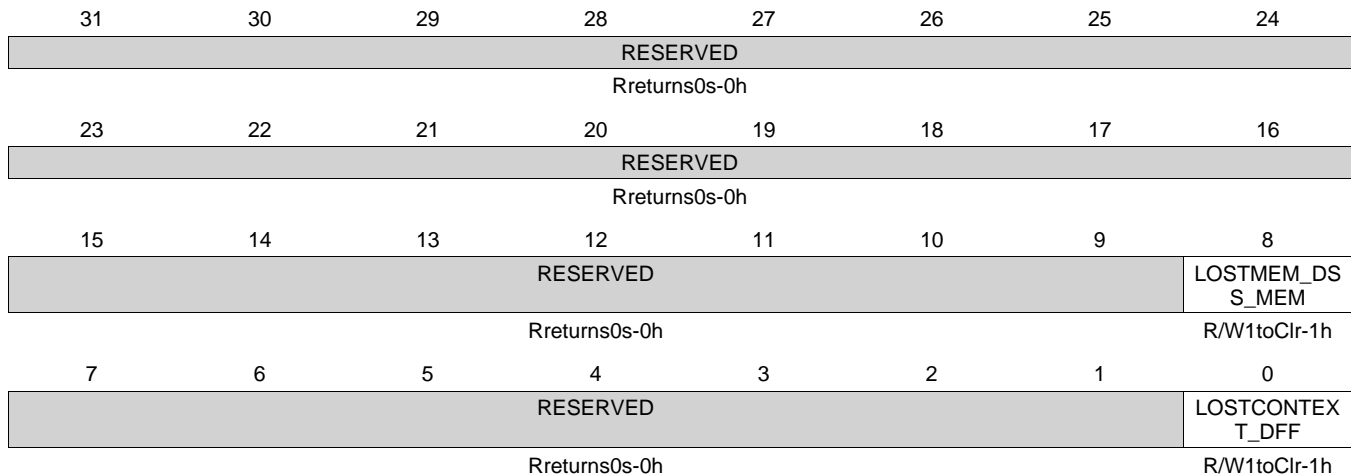 31 30 29 28 27 26 25 24
RESERVED
Rreturns0s-0h
23 22 21 20 19 18 17 16
RESERVED
Rreturns0s-0h
15 14 13 12 11 10 9 8
RESERVED LOSTMEM_DS
S_MEM
Rreturns0s-0h R/W1toClr-1h
7 6 5 4 3 2 1 0
RESERVED LOSTCONTEX
T_DFF
Rreturns0s-0h R/W1toClr-1h